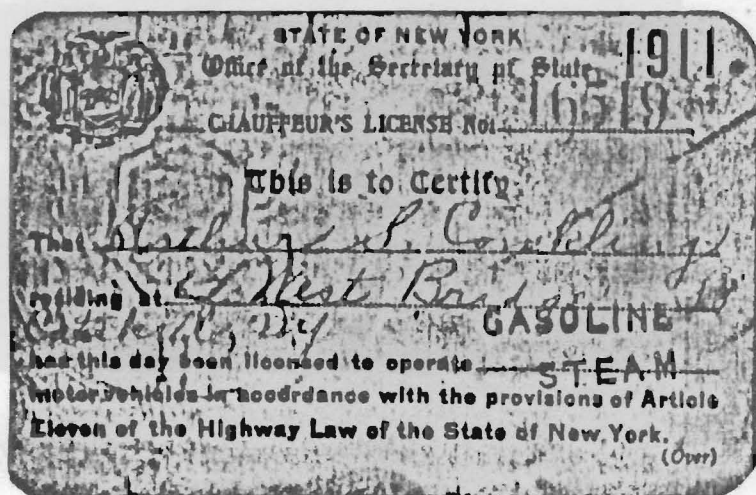 STATE OF NEW YORK
Office of the Secretary of State, 1911
CHAUFFEUR'S LICENSE No. 16519
This is to Certify
That R. Conkling
residing at West
GASOLINE
has this day been licensed to operate STEAM
motor vehicles in accordance with the provisions of Article
Eleven of the Highway Law of the State of New York.
(Over)